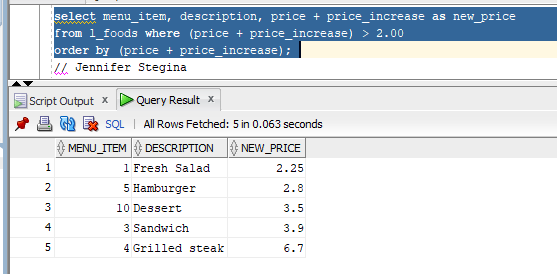 select menu_item, description, price + price_increase as new_price
from l_foods where (price + price_increase) > 2.00
order by (price + price_increase);
// Jennifer Stegina
Script Output x Query Result x
SQL | All Rows Fetched: 5 in 0.063 seconds
MENU_ITEM DESCRIPTION NEW_PRICE
1 1 Fresh Salad 2.25
2 5 Hamburger 2.8
3 10 Dessert 3.5
4 3 Sandwich 3.9
5 4 Grilled steak 6.7